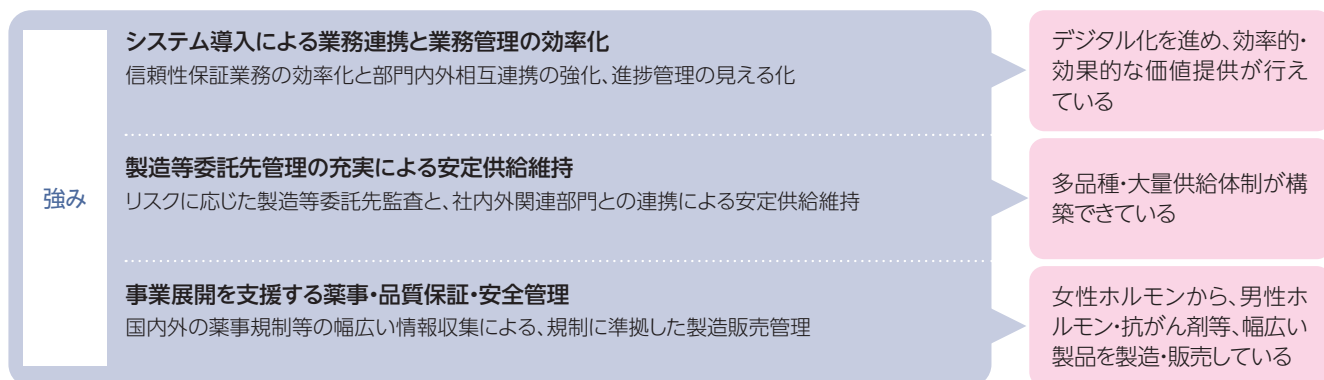 強み
システム導入による業務連携と業務管理の効率化
信頼性保証業務の効率化と部門内外相互連携の強化、進捗管理の見える化
デジタル化を進め、効率的・
効果的な価値提供が行え
ている
製造等委託先管理の充実による安定供給維持
リスクに応じた製造等委託先監査と、社内外関連部門との連携による安定供給維持
多品種・大量供給体制が構
築できている
事業展開を支援する薬事・品質保証・安全管理
国内外の薬事規制等の幅広い情報収集による、規制に準拠した製造販売管理
女性ホルモンから、男性ホ
ルモン・抗がん剤等、幅広い
製品を製造・販売している